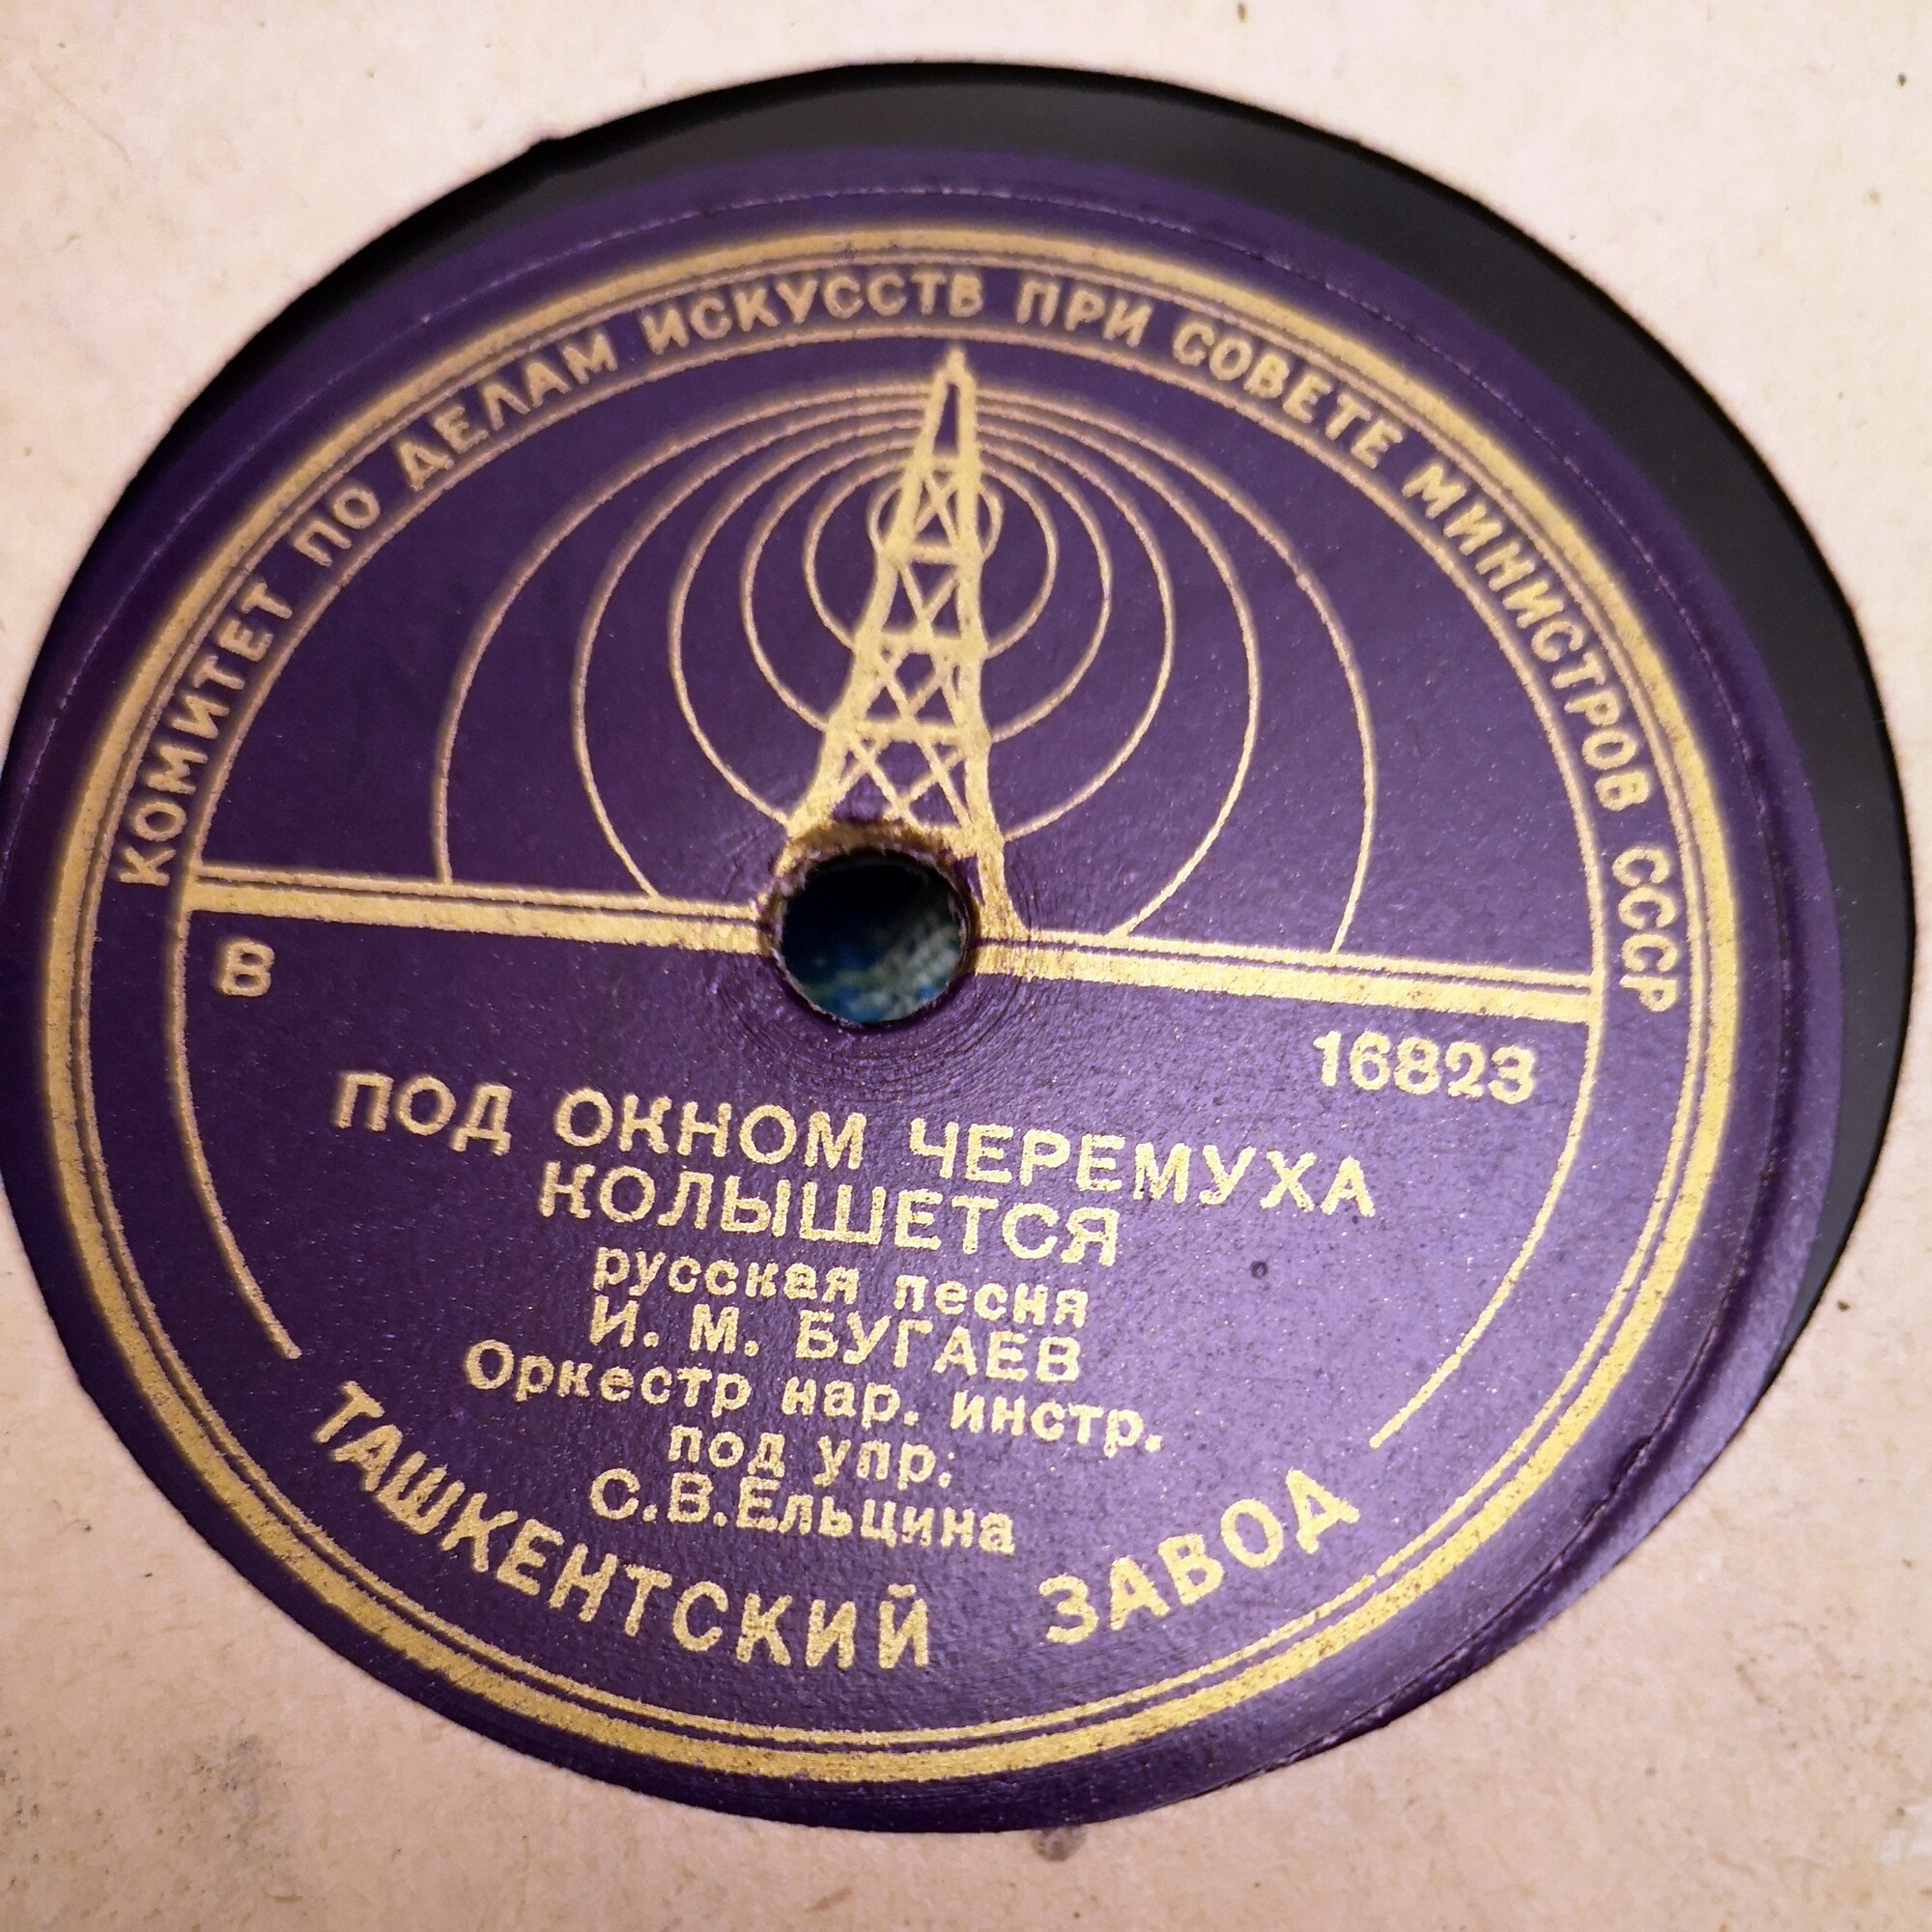 КОМИТЕТ ПО ДЕЛАМ ИСКУССТВ ПРИ СОВЕТЕ МИНИСТРОВ СССР
В
16823
ПОД ОКНОМ ЧЕРЕМУХА
КОЛЫШЕТСЯ
русская песня
И. М. БУГАЕВ
Оркестр нар. инстр.
под упр:
С.В.Ельцина
ТАШКЕНТСКИЙ ЗАВОД